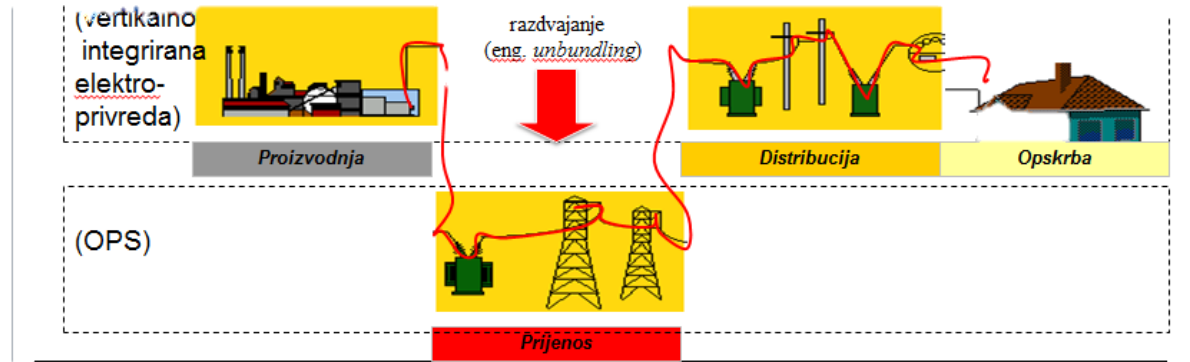 (vertikalno
integrirana
elektro-
privreda)
razdvajanje
(eng. unbundling)
Proizvodnja
Distribucija
Opskrba
(OPS)
Prijenos